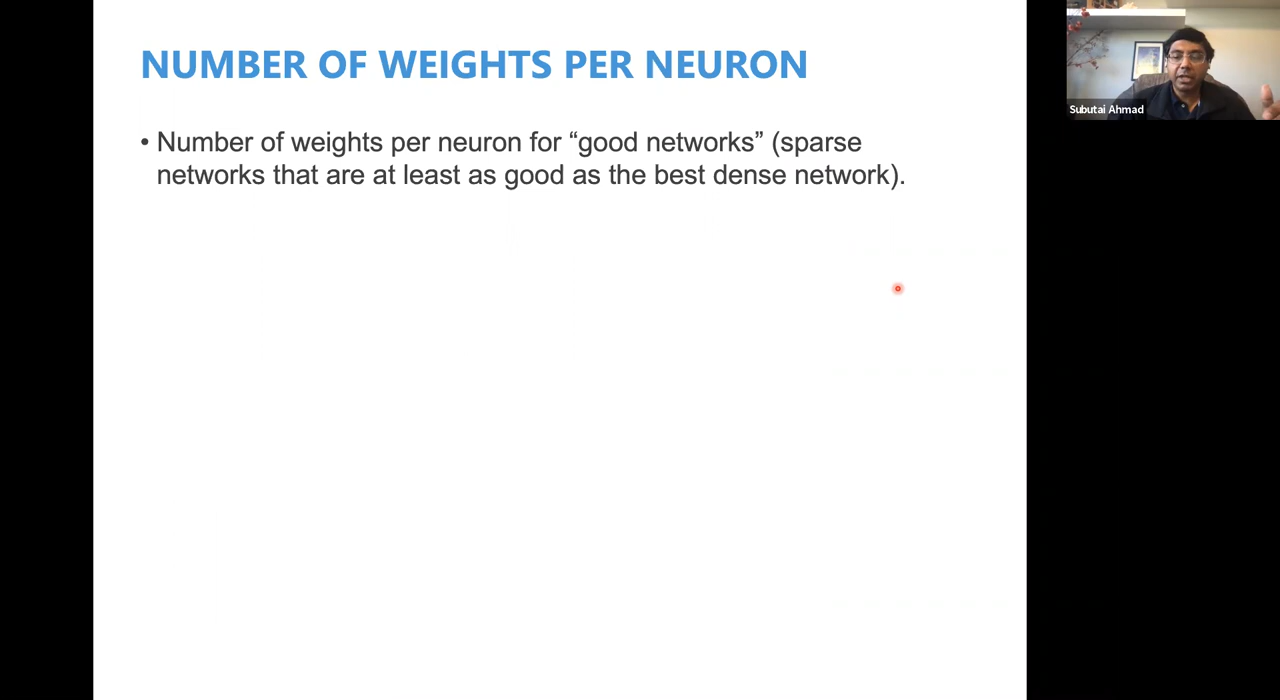 NUMBER OF WEIGHTS PER NEURON
• Number of weights per neuron for “good networks” (sparse
networks that are at least as good as the best dense network).
Subutai Ahmad